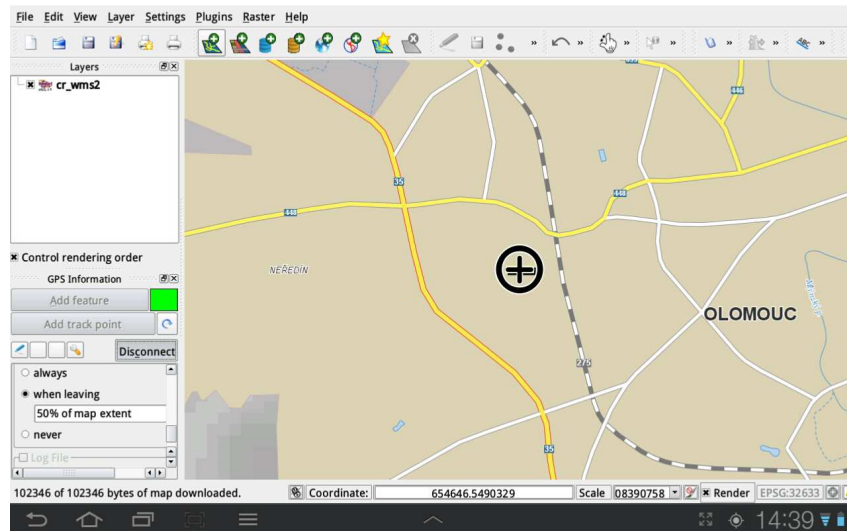 File Edit View Layer Settings Plugins Raster Help
Layers
cr_wms2
Control rendering order
GPS Information
Add feature
Add track point
Disconnect
always
when leaving
50% of map extent
never
Log File
446
35
448
448
NEŘEDÍN
OLOMOUC
275
35
102346 of 102346 bytes of map downloaded.
Coordinate:
654646.5490329
Scale
08390758
Render
EPSG:32633
14:39